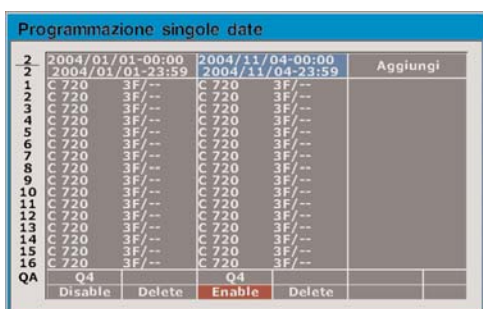 Programmazione singole date
2 2004/01/01-00:00 2004/11/04-00:00 Aggiungi
2 2004/01/01-23:59 2004/11/04-23:59
1 C 720 3F/-- C 720 3F/--
2 C 720 3F/-- C 720 3F/--
3 C 720 3F/-- C 720 3F/--
4 C 720 3F/-- C 720 3F/--
5 C 720 3F/-- C 720 3F/--
6 C 720 3F/-- C 720 3F/--
7 C 720 3F/-- C 720 3F/--
8 C 720 3F/-- C 720 3F/--
9 C 720 3F/-- C 720 3F/--
10 C 720 3F/-- C 720 3F/--
11 C 720 3F/-- C 720 3F/--
12 C 720 3F/-- C 720 3F/--
13 C 720 3F/-- C 720 3F/--
14 C 720 3F/-- C 720 3F/--
15 C 720 3F/-- C 720 3F/--
16 C 720 3F/-- C 720 3F/--
QA Q4 Q4
Disable Delete Enable Delete